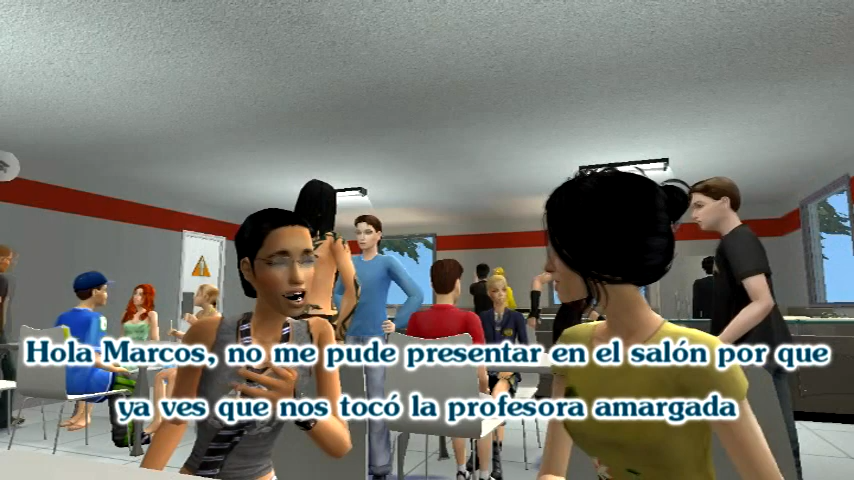 Hola Marcos, no me pude presentar en el salón por que
ya ves que nos tocó la profesora amargada